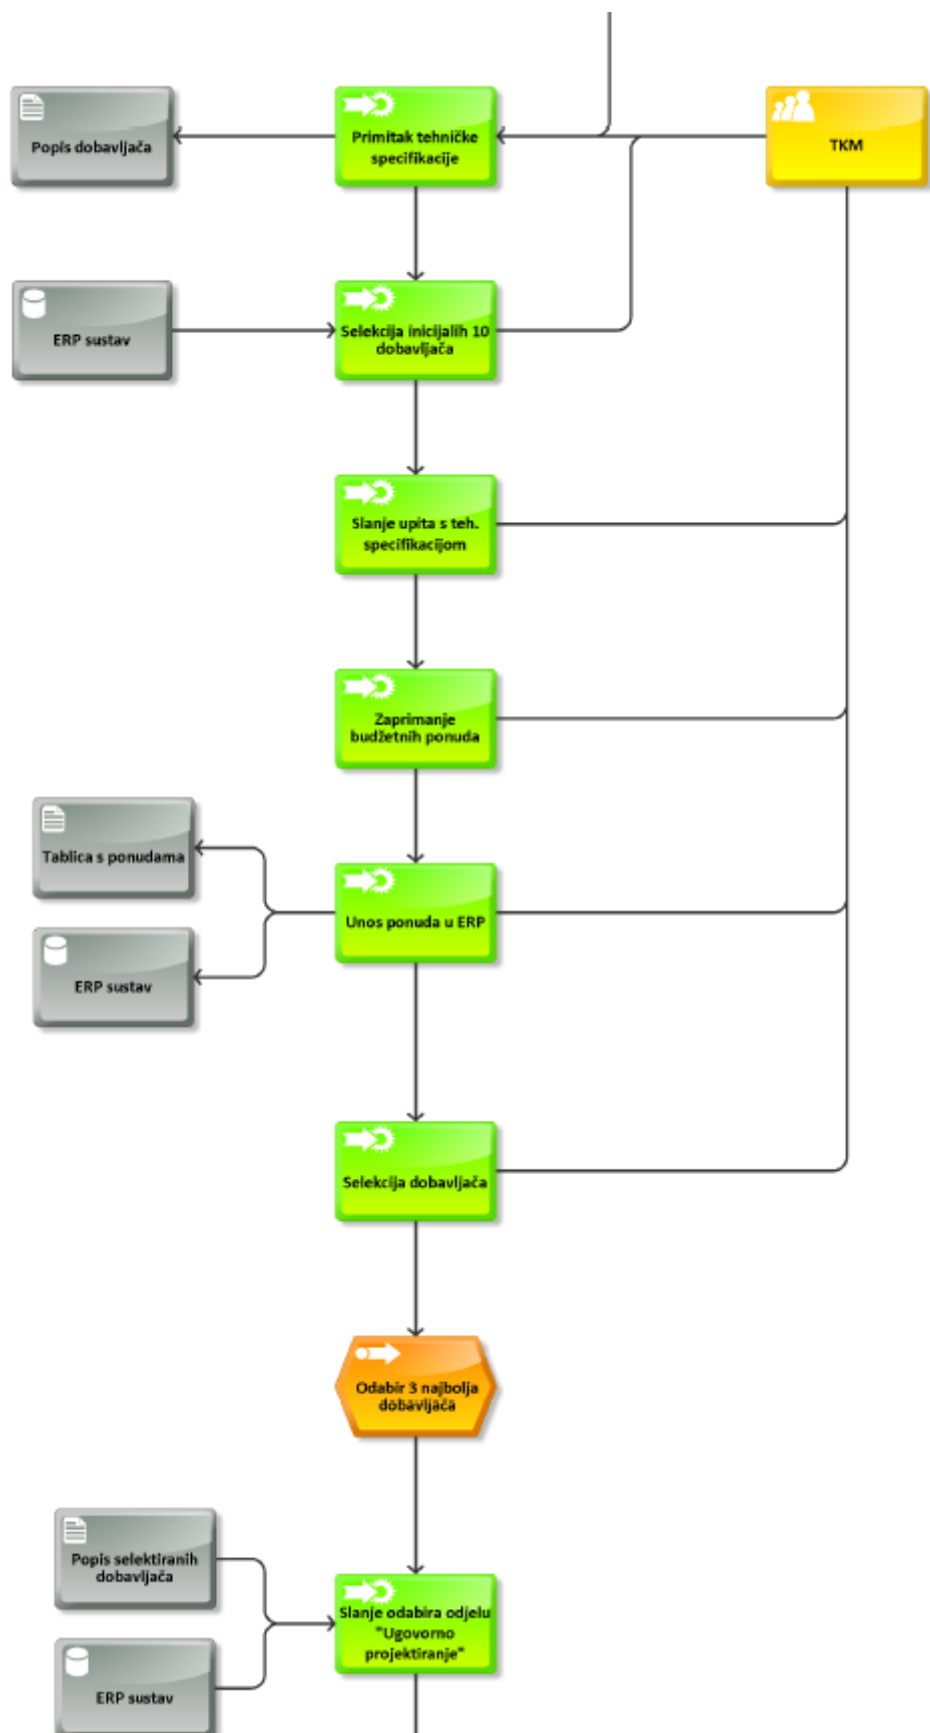 Popis dobavljača
Primitak tehničke
specifikacije
TKM
ERP sustav
Selekcija inicijalih 10
dobavljača
Slanje upita s teh.
specifikacijom
Zaprimanje
budžetnih ponuda
Tablica s ponudama
Unos ponuda u ERP
ERP sustav
Selekcija dobavljača
Odabir 3 najbolja
dobavljača
Popis selektiranih
dobavljača
Slanje odabira odjelu
"Ugovorno
projektiranje"
ERP sustav